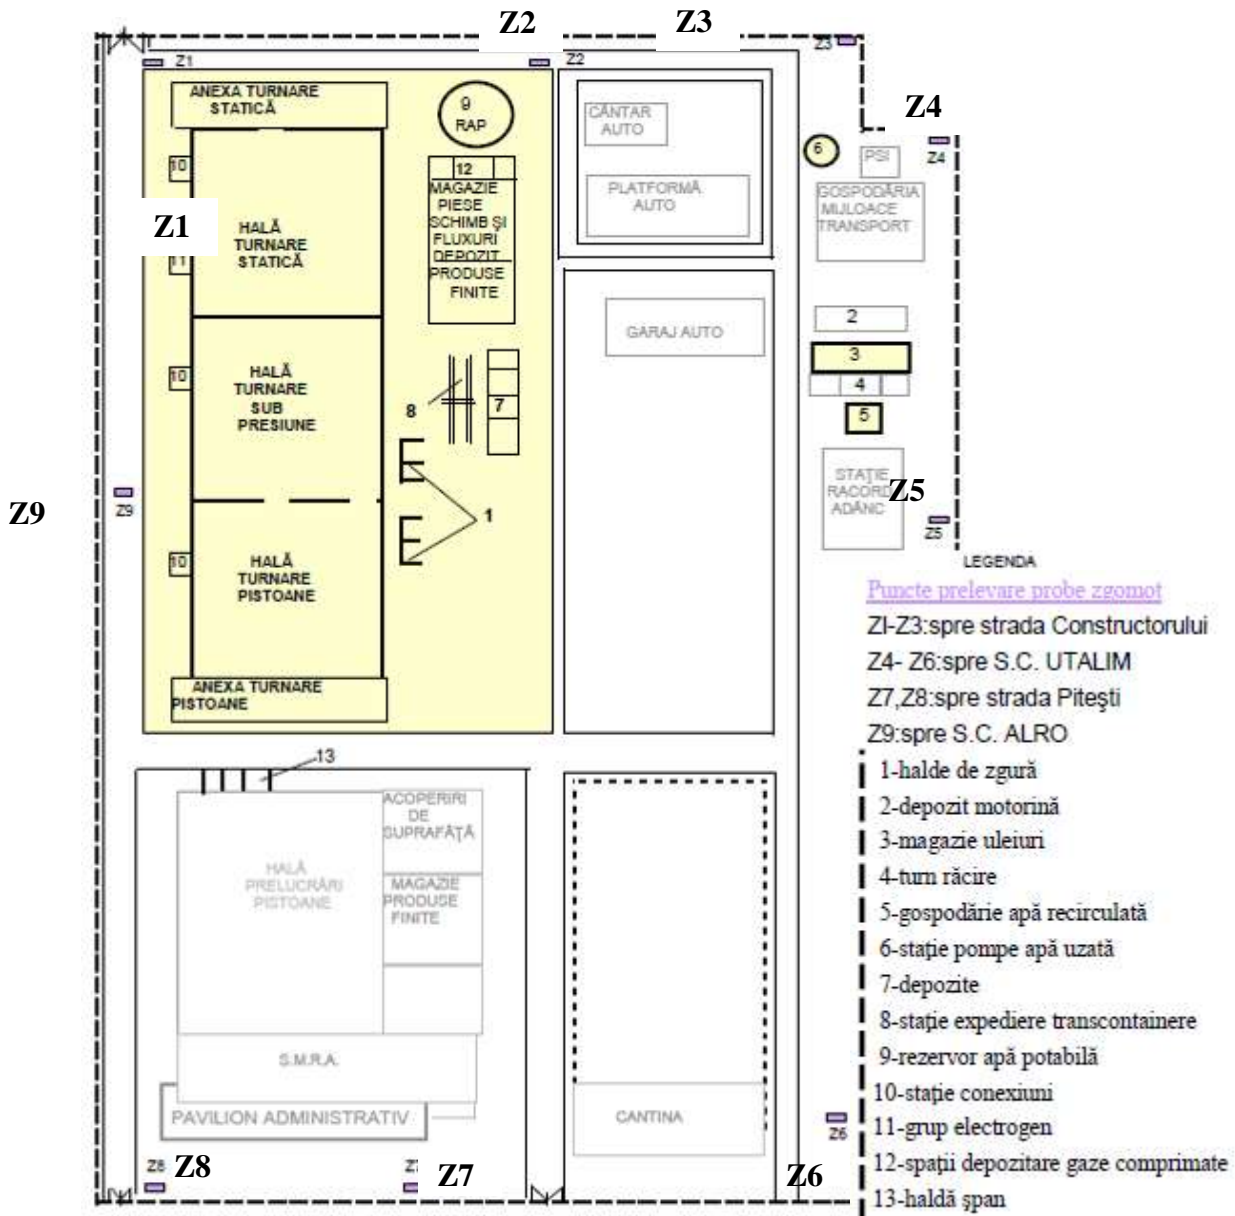 Z2
Z3
Z3
Z1
Z2
ANEXA TURNARE
STATICĂ
9
RAP
CÂNTAR
AUTO
Z4
6
PSI
Z4
10
12
MAGAZIE
PIESE
SCHIMB ȘI
FLUXURI
DEPOZIT
PRODUSE
FINITE
PLATFORMĂ
AUTO
GOSPODĂRIA
MIJLOACE
TRANSPORT
Z1
HALĂ
TURNARE
STATICĂ
11
GARAJ AUTO
2
3
4
5
10
HALĂ
TURNARE
SUB
PRESIUNE
8
7
STAŢIE
RACORD
ADÂNC
Z5
Z9
Z9
1
Z5
10
HALĂ
TURNARE
PISTOANE
ANEXA TURNARE
PISTOANE
LEGENDA
Puncte prelevare probe zgomot
ZI-Z3:spre strada Constructorului
Z4- Z6:spre S.C. UTALIM
Z7,Z8:spre strada Piteşti
Z9:spre S.C. ALRO
1-halde de zgură
2-depozit motorină
3-magazie uleiuri
4-turn răcire
5-gospodărie apă recirculată
6-staţie pompe apă uzată
7-depozite
8-staţie expediere transcontainere
9-rezervor apă potabilă
10-staţie conexiuni
11-grup electrogen
12-spaţii depozitare gaze comprimate
13-haldă şpan
13
ACOPERIRI
DE
SUPRAFAŢĂ
HALĂ
PRELUCRĂRI
PISTOANE
MAGAZIE
PRODUSE
FINITE
S.M.R.A.
PAVILION ADMINISTRATIV
CANTINA
Z6
Z8
Z8
Z7
Z6